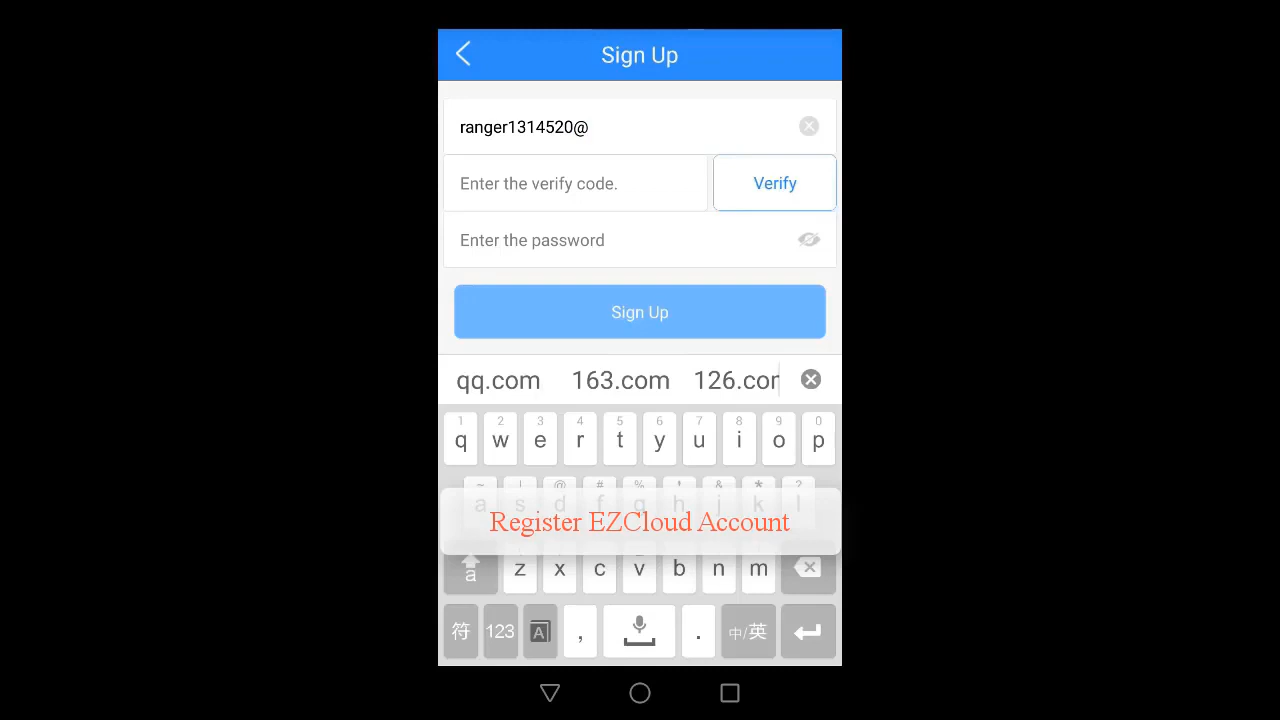 Sign Up
ranger1314520@
Enter the verify code.
Verify
Enter the password
Sign Up
qq.com 163.com 126.cor
1 2 3 4 5 6 7 8 9 0
q w e r t y u i o p
~ ! @ # % ' & * ?
a s d f g h j k l
Register EZCloud Account
a z x c v b n m
符 123 A , . 中/英